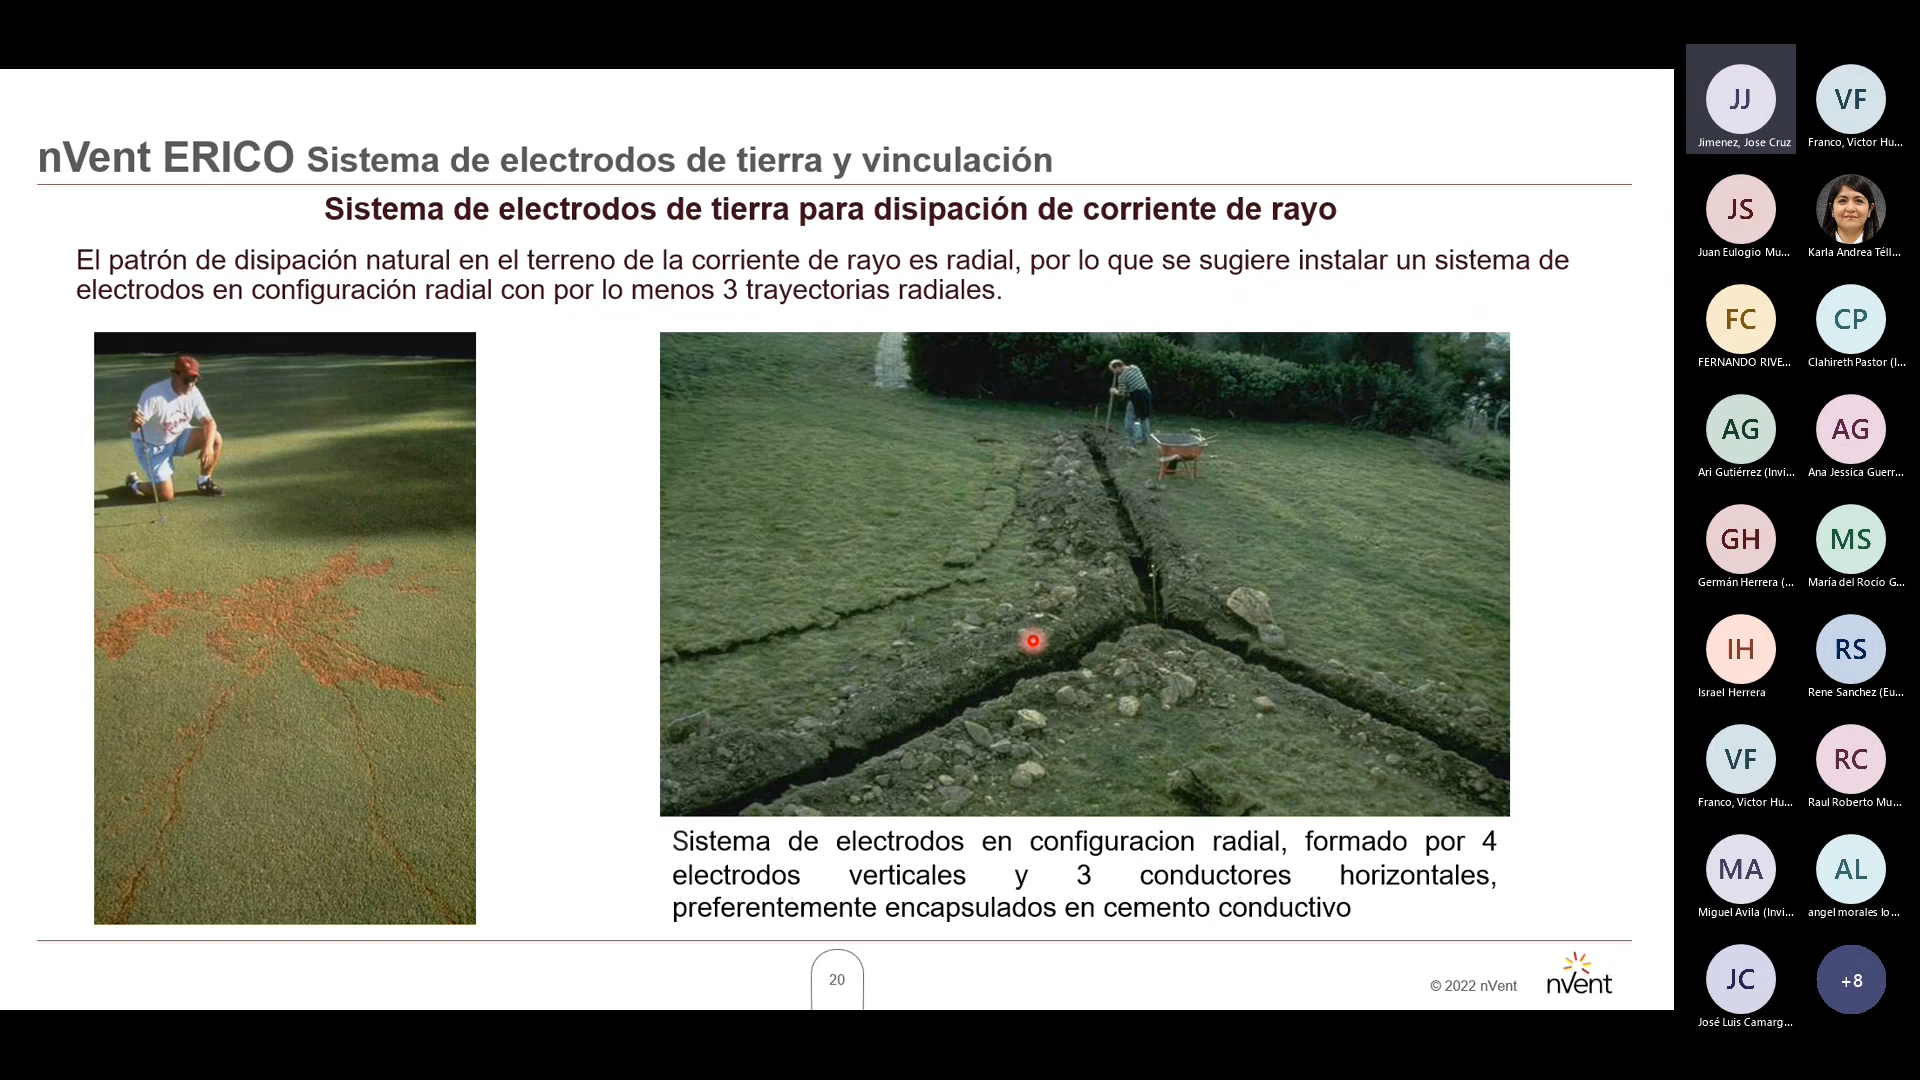 nVent ERICO Sistema de electrodos de tierra y vinculación
Sistema de electrodos de tierra para disipación de corriente de rayo
El patrón de disipación natural en el terreno de la corriente de rayo es radial, por lo que se sugiere instalar un sistema de
electrodos en configuración radial con por lo menos 3 trayectorias radiales.
Sistema de electrodos en configuracion radial, formado por 4
electrodos verticales y 3 conductores horizontales,
preferentemente encapsulados en cemento conductivo
20
© 2022 nVent
nVent
JJ
Jimenez, Jose Cruz
VF
Franco, Victor Hu...
JS
Juan Eulogio Mu...
Karla Andrea Téll...
FC
FERNANDO RIVE...
CP
Clahireth Pastor (I...
AG
Ari Gutiérrez (Invi...
AG
Ana Jessica Guerr...
GH
Germán Herrera (...
MS
María del Rocío G...
IH
Israel Herrera
RS
Rene Sanchez (Eu...
VF
Franco, Victor Hu...
RC
Raul Roberto Mu...
MA
Miguel Avila (Invi...
AL
angel morales lo...
JC
José Luis Camarg...
+8